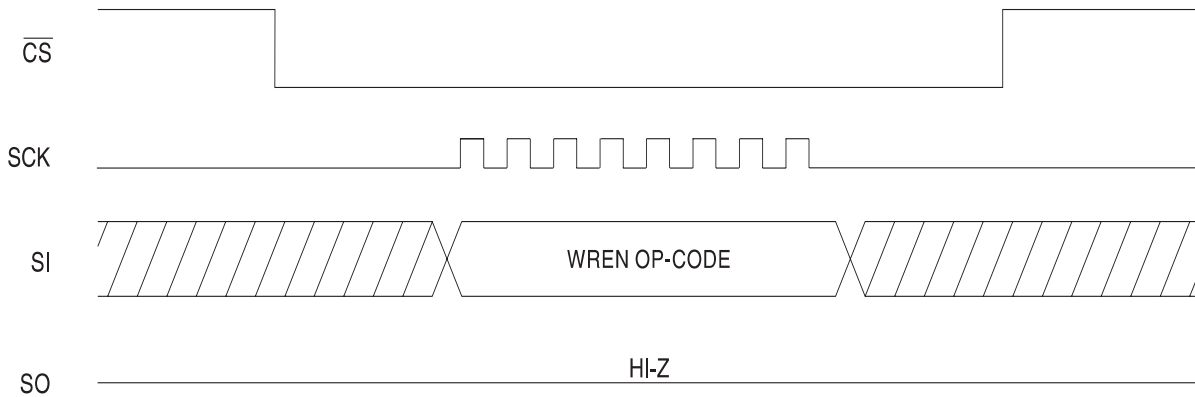 CS
SCK
SI
WREN OP-CODE
HI-Z
SO